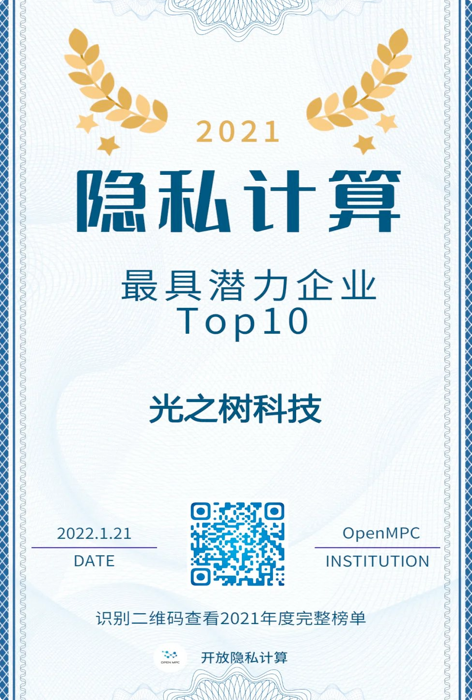 2021
隐私计算
最具潜力企业
Top10
光之树科技
2022.1.21
DATE
OpenMPC
INSTITUTION
识别二维码查看2021年度完整榜单
OPEN MPC
开放隐私计算